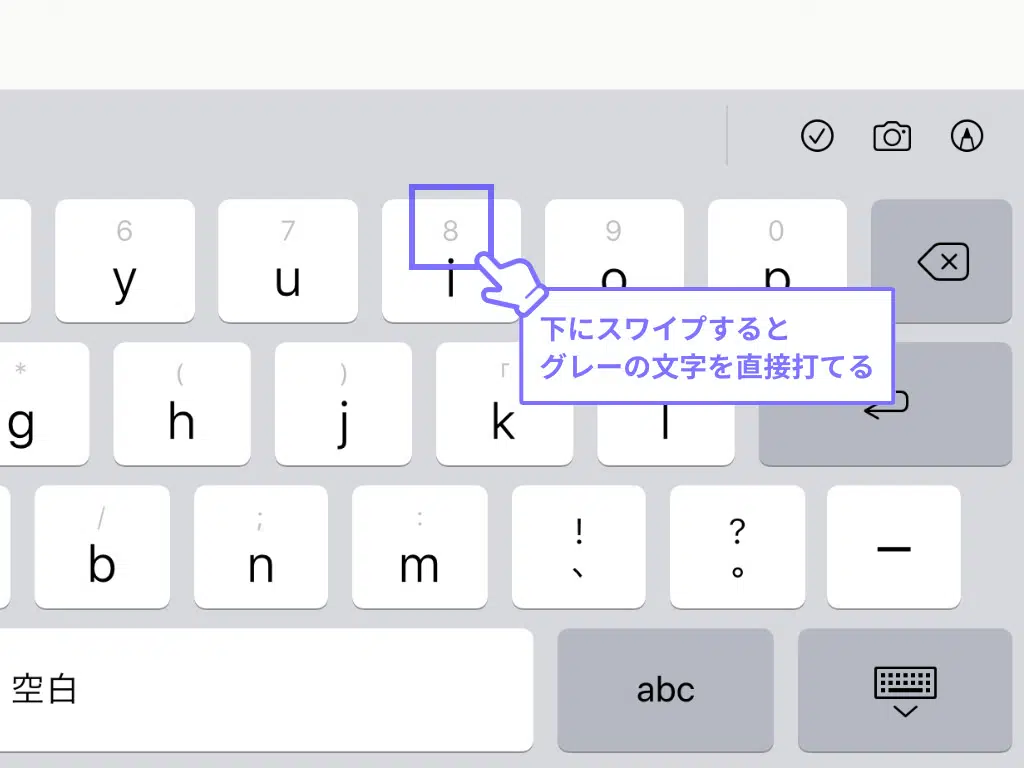 6 7 8 9 0
y u i o p
下にスワイプすると
グレーの文字を直接打てる
* ( ) 「
g h j k l
/ ; : ! ?
b n m 、 。 ー
空白 abc